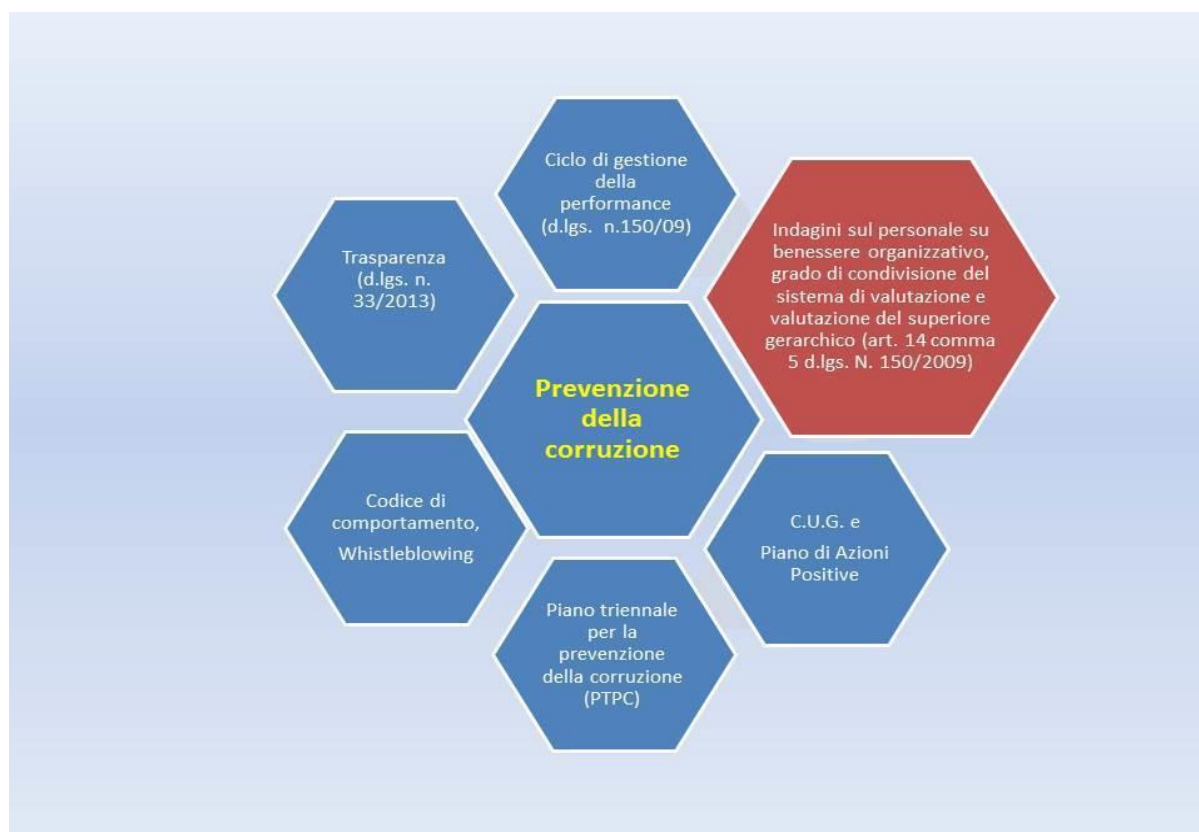 Ciclo di gestione
della
performance
(d.lgs. n.150/09)
Indagini sul personale su
benessere organizzativo,
grado di condivisione del
sistema di valutazione e
valutazione del superiore
gerarchico (art. 14 comma
5 d.lgs. N. 150/2009)
Trasparenza
(d.lgs. n.
33/2013)
Prevenzione
della
corruzione
Codice di
comportamento,
Whistleblowing
C.U.G. e
Piano di Azioni
Positive
Piano triennale
per la
prevenzione
della corruzione
(PTPC)